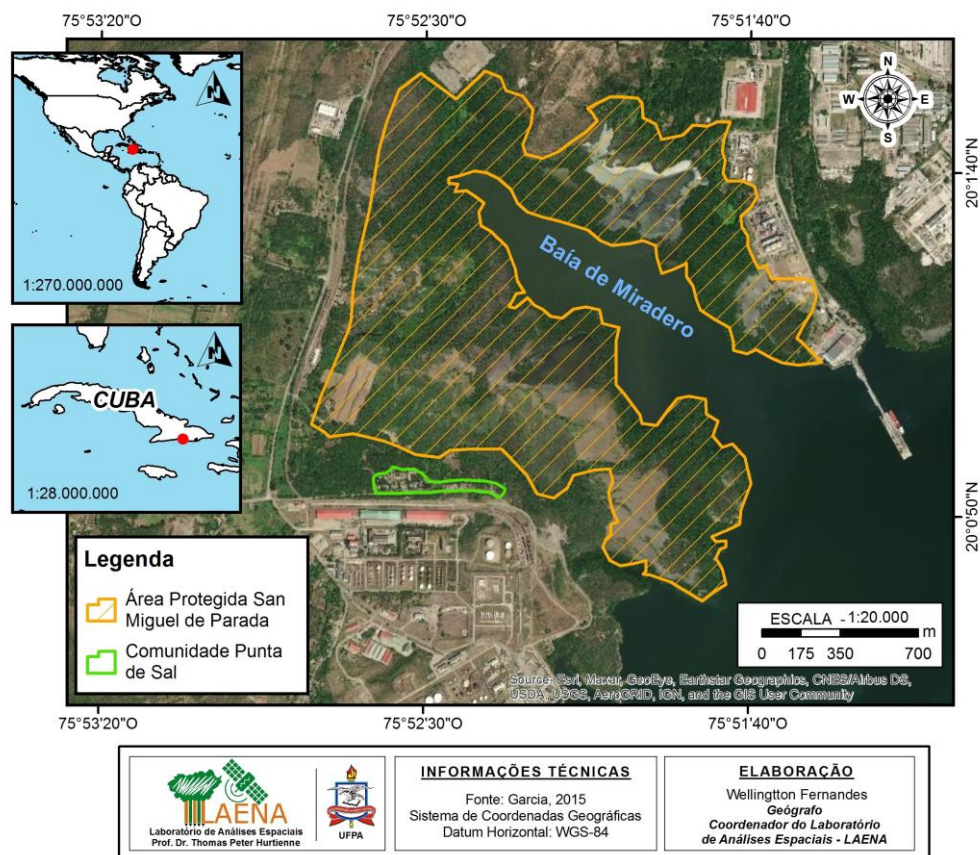 75°53'20"O
75°52'30"O
75°51'40"O
N
W
E
S
N
1:270.000.000
20°1'40"N
Baía de Miradero
N
CUBA
1:28.000.000
20°0'50"N
Legenda
Área Protegida San
Miguel de Parada
Comunidade Punta
de Sal
ESCALA - 1:20.000
m
0 175 350 700
Source: Esri, Maxar, GeoEye, Earthstar Geographics, CNES/Airbus DS,
USDA, USGS, AeroGRID, IGN, and the GIS User Community
75°53'20"O
75°52'30"O
75°51'40"O
LAENA
Laboratório de Análises Espaciais
Prof. Dr. Thomas Peter Hurtienne
UFPA
INFORMAÇÕES TÉCNICAS
Fonte: Garcia, 2015
Sistema de Coordenadas Geográficas
Datum Horizontal: WGS-84
ELABORAÇÃO
Wellingtton Fernandes
Geógrafo
Coordenador do Laboratório
de Análises Espaciais - LAENA